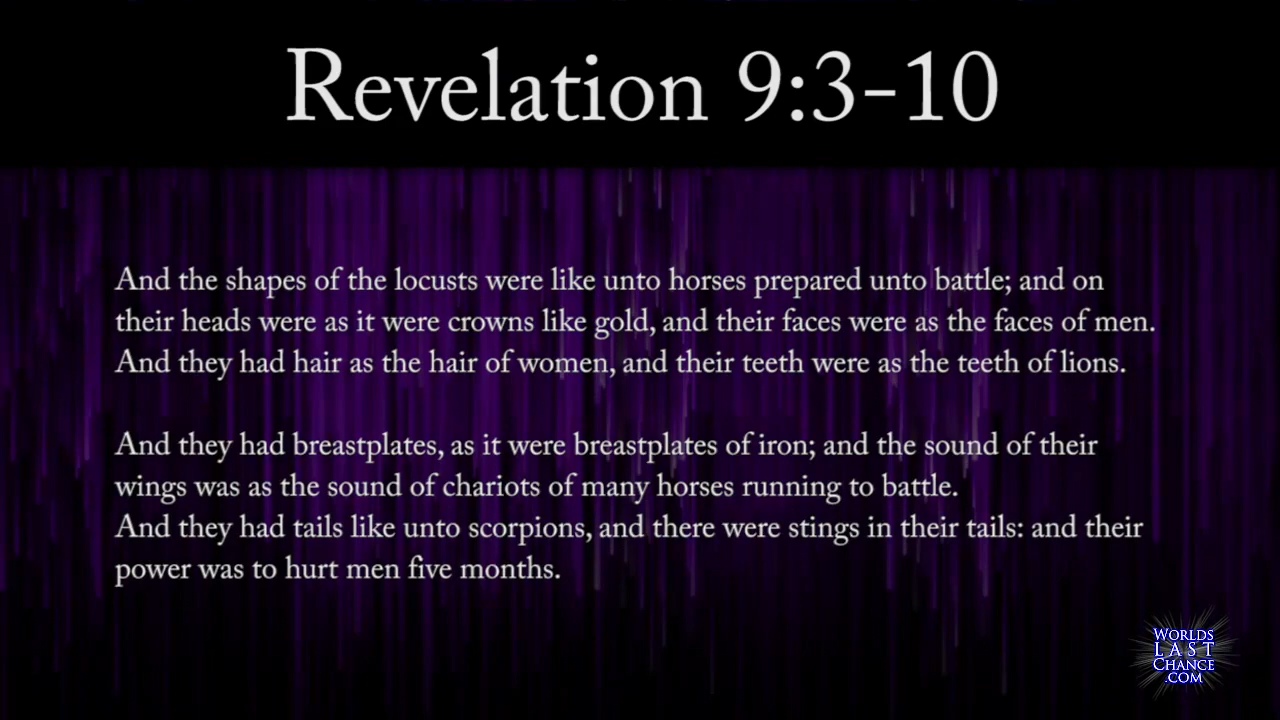 Revelation 9:3-10
And the shapes of the locusts were like unto horses prepared unto battle; and on
their heads were as it were crowns like gold, and their faces were as the faces of men.
And they had hair as the hair of women, and their teeth were as the teeth of lions.
And they had breastplates, as it were breastplates of iron; and the sound of their
wings was as the sound of chariots of many horses running to battle.
And they had tails like unto scorpions, and there were stings in their tails: and their
power was to hurt men five months.
WORLDS
LAST
CHANCE
.COM